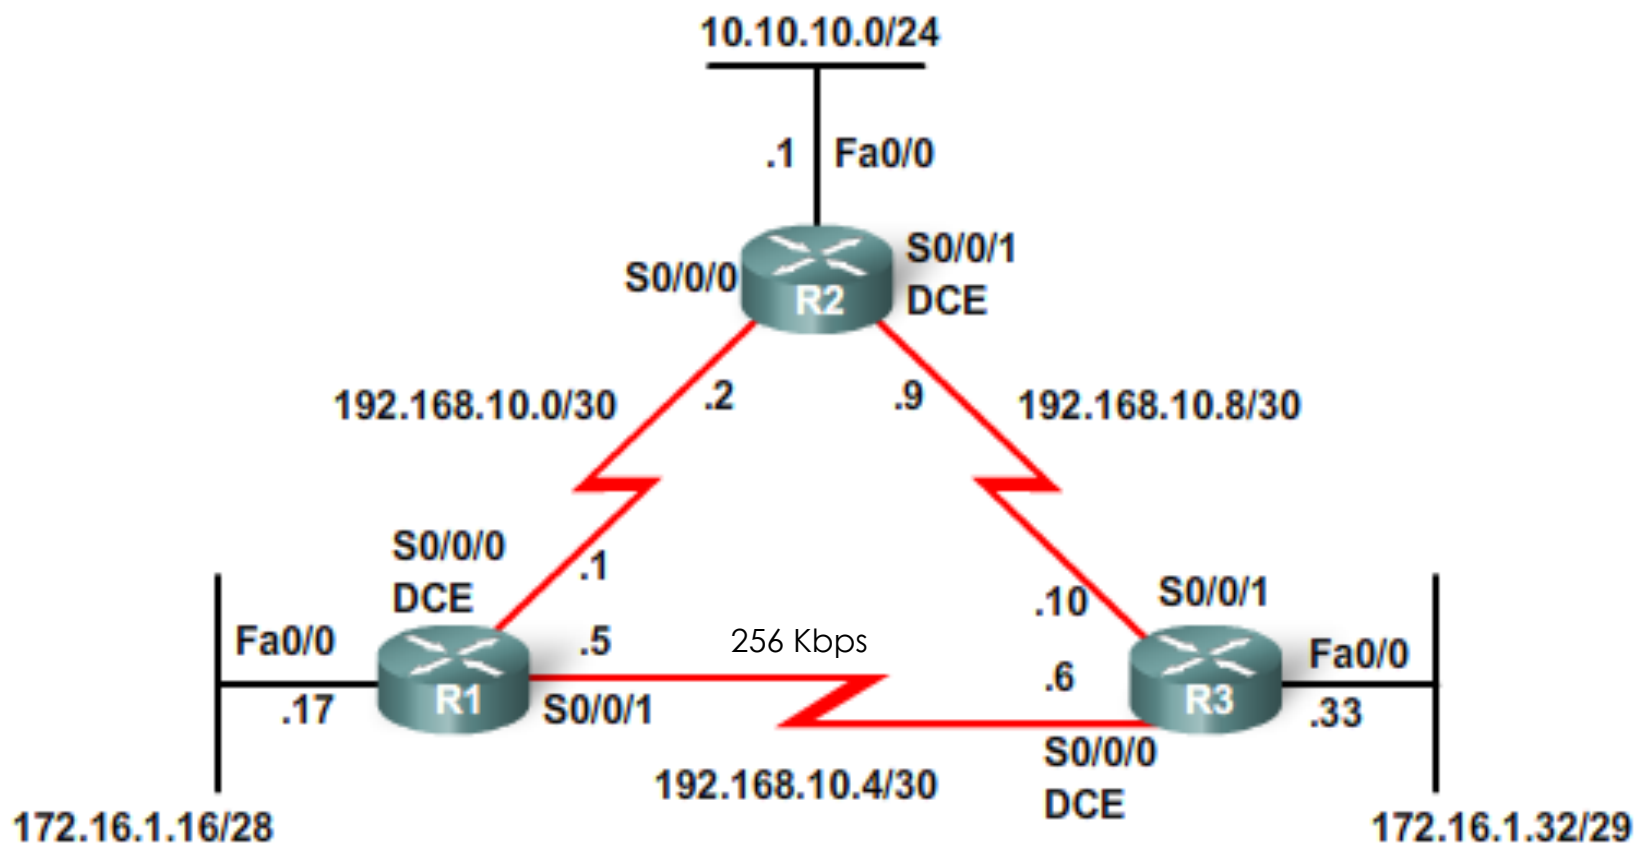 10.10.10.0/24
.1 Fa0/0
S0/0/0
S0/0/1
DCE
R2
.2
.9
192.168.10.0/30
192.168.10.8/30
S0/0/0
DCE
.1
.10
S0/0/1
Fa0/0
.5
256 Kbps
.6
Fa0/0
R1
R3
.17
S0/0/1
.33
S0/0/0
DCE
192.168.10.4/30
172.16.1.16/28
172.16.1.32/29